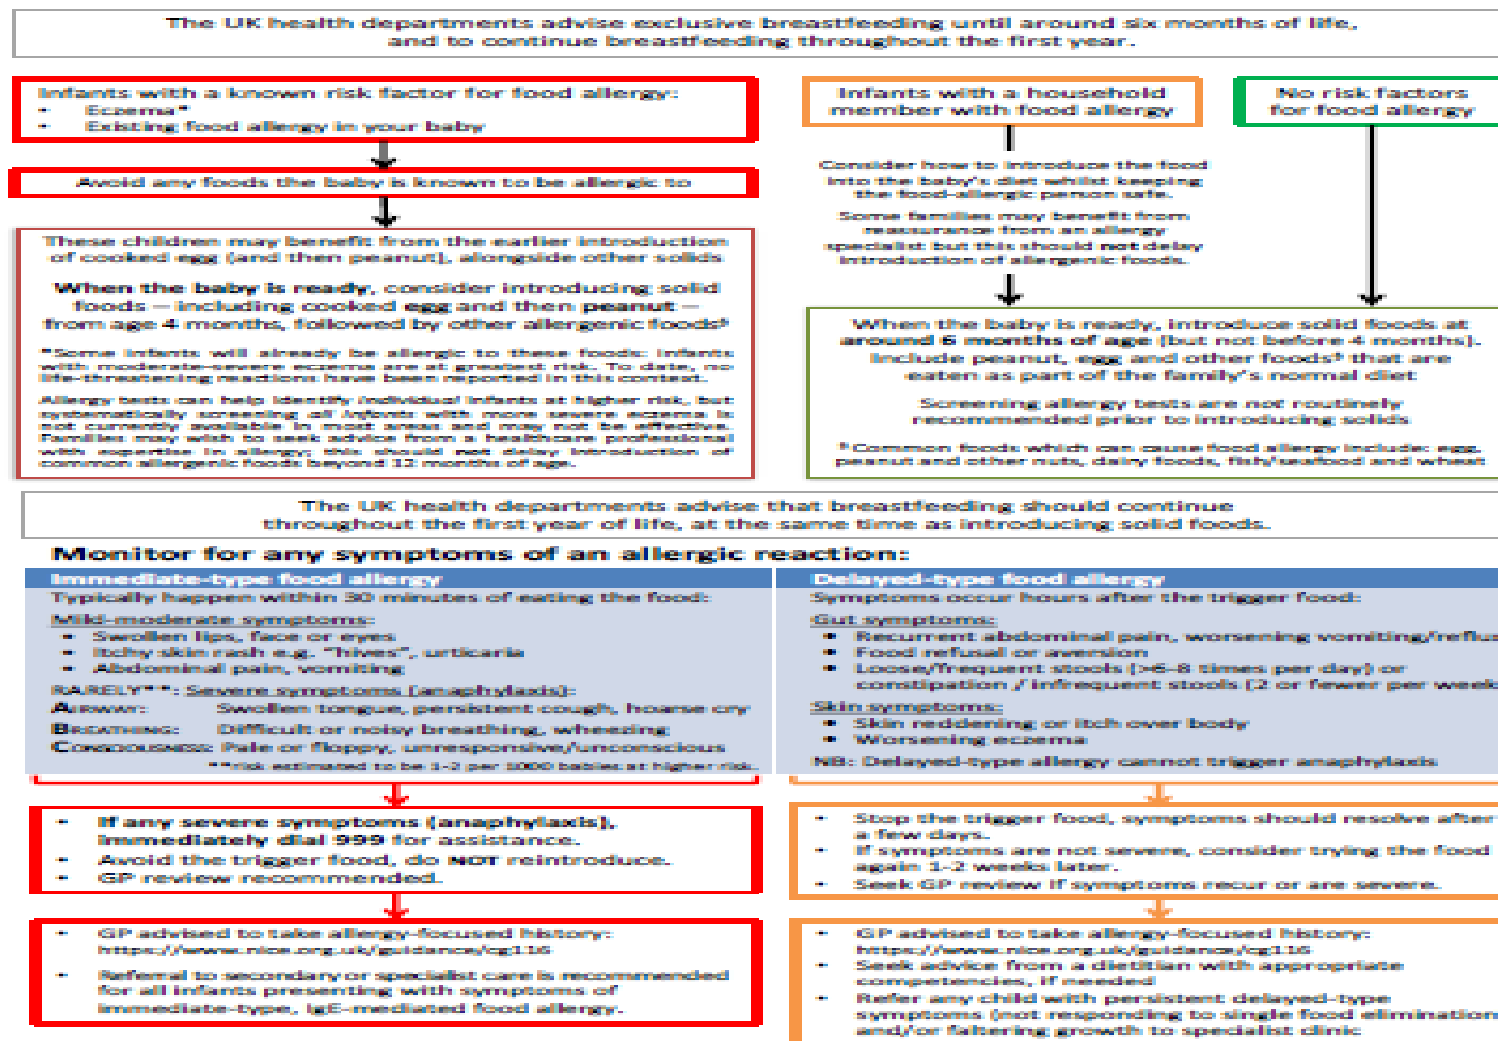 The UK health departments advise exclusive breastfeeding until around six months of life,
and to continue breastfeeding throughout the first year.
Infants with a known risk factor for food allergy:
• Eczema*
• Existing food allergy in your baby
Avoid any foods the baby is known to be allergic to
These children may benefit from the earlier introduction
of cooked egg (and then peanut), alongside other solids
When the baby is ready, consider introducing solid
foods – including cooked egg and then peanut –
from age 4 months, followed by other allergenic foods
*Some infants will already be allergic to these foods: infants
with moderate-severe eczema are at greatest risk. To date, no
life-threatening reactions have been reported in this context.
Allergy tests can help identify individual infants at higher risk, but
systematically screening all infants with more severe eczema is
not currently available in most areas and may not be effective.
Families may wish to seek advice from a healthcare professional
with expertise in allergy; this should not delay introduction of
common allergenic foods beyond 12 months of age.
Infants with a household
member with food allergy
Consider how to introduce the food
into the baby's diet whilst keeping
the food-allergic person safe.
Some families may benefit from
reassurance from an allergy
specialist but this should not delay
introduction of allergenic foods.
No risk factors
for food allergy
When the baby is ready, introduce solid foods at
around 6 months of age (but not before 4 months).
Include peanut, egg and other foods that are
eaten as part of the family's normal diet
Screening allergy tests are not routinely
recommended prior to introducing solids
Common foods which can cause food allergy include: egg,
peanut and other nuts, dairy foods, fish/seafood and wheat
The UK health departments advise that breastfeeding should continue
throughout the first year of life, at the same time as introducing solid foods.
Monitor for any symptoms of an allergic reaction:
Immediate-type food allergy
Typically happen within 30 minutes of eating the food:
Mild-moderate symptoms:
• Swollen lips, face or eyes
• Itchy skin rash e.g. "hives", urticaria
• Abdominal pain, vomiting
RARELY**: Severe symptoms (anaphylaxis):
AIRWAY: Swollen tongue, persistent cough, hoarse cry
BREATHING: Difficult or noisy breathing, wheezing
CONSCIOUSNESS: Pale or floppy, unresponsive/unconscious
**risk estimated to be 1-2 per 1000 babies at higher risk.
Delayed-type food allergy
Symptoms occur hours after the trigger food:
Gut symptoms:
• Recurrent abdominal pain, worsening vomiting/reflux
• Food refusal or aversion
• Loose/frequent stools (>6-8 times per day) or
constipation / infrequent stools (2 or fewer per week
Skin symptoms:
• Skin reddening or itch over body
• Worsening eczema
NB: Delayed-type allergy cannot trigger anaphylaxis
• If any severe symptoms (anaphylaxis),
immediately dial 999 for assistance.
• Avoid the trigger food, do NOT reintroduce.
• GP review recommended.
• GP advised to take allergy-focused history:
https://www.nice.org.uk/guidance/cg116
• Referral to secondary or specialist care is recommended
for all infants presenting with symptoms of
immediate-type, IgE-mediated food allergy.
• Stop the trigger food, symptoms should resolve after
a few days.
• If symptoms are not severe, consider trying the food
again 1-2 weeks later.
• Seek GP review if symptoms recur or are severe.
• GP advised to take allergy-focused history:
https://www.nice.org.uk/guidance/cg116
• Seek advice from a dietitian with appropriate
competencies, if needed
• Refer any child with persistent delayed-type
symptoms (not responding to single food elimination
and/or faltering growth to specialist clinic